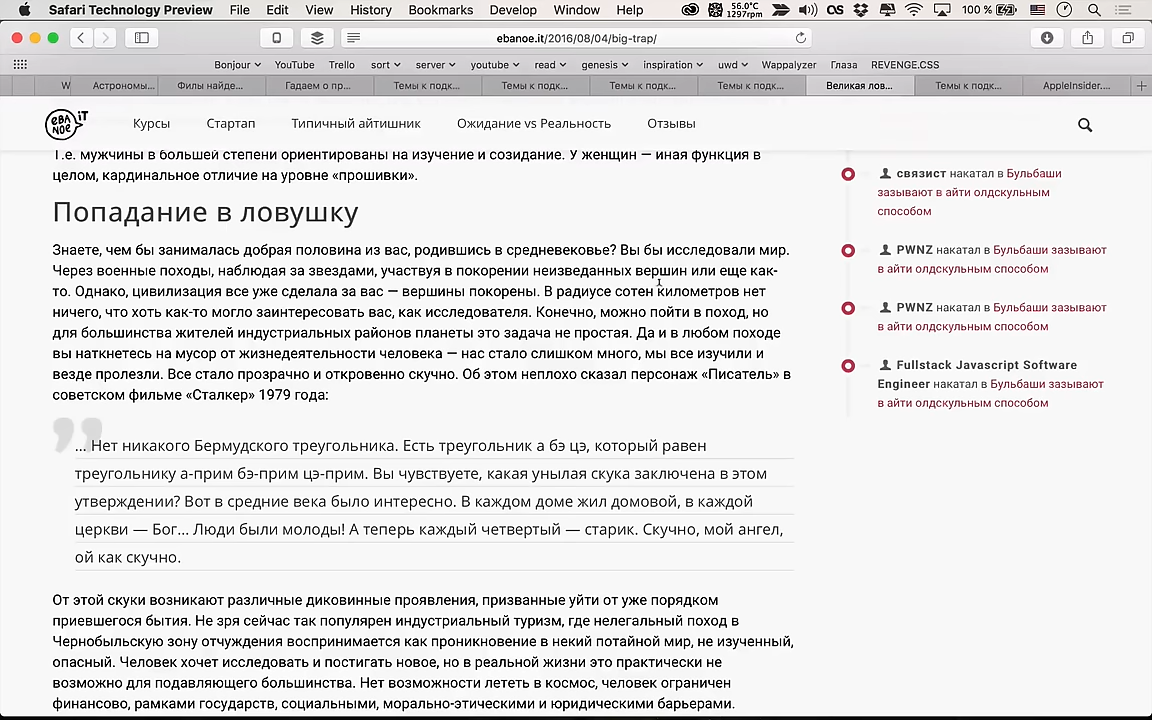 Safari Technology Preview File Edit View History Bookmarks Develop Window Help 56.0°C 1297rpm 100 %
ebanoe.it/2016/08/04/big-trap/
Bonjour YouTube Trello sort server youtube read genesis inspiration uwd Wappalyzer Глаза REVENGE.CSS
W Астрономы... Филы найде... Гадаем о пр... Темы к подк... Темы к подк... Темы к подк... Темы к подк... Великая лов... Темы к подк... AppleInsider....
EBA NOE IT Курсы Стартап Типичный айтишник Ожидание vs Реальность Отзывы
Т.е. мужчины в большей степени ориентированы на изучение и созидание. У женщин — иная функция в
целом, кардинальное отличие на уровне «прошивки».
Попадание в ловушку
Знаете, чем бы занималась добрая половина из вас, родившись в средневековье? Вы бы исследовали мир.
Через военные походы, наблюдая за звездами, участвуя в покорении неизведанных вершин или еще как-
то. Однако, цивилизация все уже сделала за вас — вершины покорены. В радиусе сотен километров нет
ничего, что хоть как-то могло заинтересовать вас, как исследователя. Конечно, можно пойти в поход, но
для большинства жителей индустриальных районов планеты это задача не простая. Да и в любом походе
вы наткнетесь на мусор от жизнедеятельности человека — нас стало слишком много, мы все изучили и
везде пролезли. Все стало прозрачно и откровенно скучно. Об этом неплохо сказал персонаж «Писатель» в
советском фильме «Сталкер» 1979 года:
... Нет никакого Бермудского треугольника. Есть треугольник а бэ цэ, который равен
треугольнику а-прим бэ-прим цэ-прим. Вы чувствуете, какая унылая скука заключена в этом
утверждении? Вот в средние века было интересно. В каждом доме жил домовой, в каждой
церкви — Бог... Люди были молоды! А теперь каждый четвертый — старик. Скучно, мой ангел,
ой как скучно.
От этой скуки возникают различные диковинные проявления, призванные уйти от уже порядком
приевшегося бытия. Не зря сейчас так популярен индустриальный туризм, где нелегальный поход в
Чернобыльскую зону отчуждения воспринимается как проникновение в некий потайной мир, не изученный,
опасный. Человек хочет исследовать и постигать новое, но в реальной жизни это практически не
возможно для подавляющего большинства. Нет возможности лететь в космос, человек ограничен
финасово, рамками государств, социальными, морально-этическими и юридическими барьерами.
связист накатал в Бульбаши
зазывают в айти олдскульным
способом
PWNZ накатал в Бульбаши зазывают
в айти олдскульным способом
PWNZ накатал в Бульбаши зазывают
в айти олдскульным способом
Fullstack Javascript Software
Engineer накатал в Бульбаши зазывают
в айти олдскульным способом